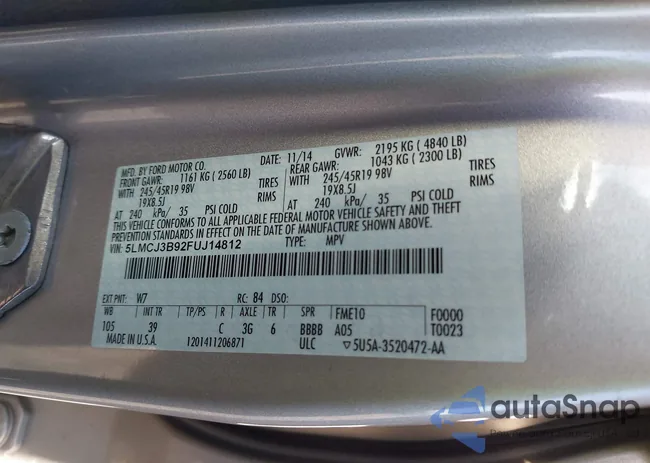 MFD. BY FORD MOTOR CO.
DATE: 11/14 GVWR: 2195 KG ( 4840 LB)
FRONT GAWR: 1161 KG ( 2560 LB) REAR GAWR: 1043 KG ( 2300 LB)
WITH 245/45R19 98V TIRES WITH 245/45R19 98V TIRES
19X8.5J RIMS 19X8.5J RIMS
AT 240 kPa/ 35 PSI COLD AT 240 kPa/ 35 PSI COLD
THIS VEHICLE CONFORMS TO ALL APPLICABLE FEDERAL MOTOR VEHICLE SAFETY AND THEFT
PREVENTION STANDARDS IN EFFECT ON THE DATE OF MANUFACTURE SHOWN ABOVE.
VIN: 5LMCJ3B92FUJ14812 TYPE: MPV
EXT PNT: W7 RC: 84 DSO:
WB INT TR TP/PS R AXLE TR SPR FME10 F0000
105 39 C 3G 6 BBBB A05 T0023
MADE IN U.S.A. 1201411206871 ULC ▽5U5A-3520472-AA
autoSnap